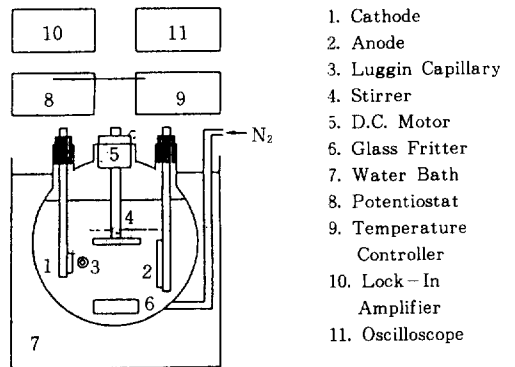 10
11
8
9
N₂
5
4
1
3
2
6
7
1. Cathode
2. Anode
3. Luggin Capillary
4. Stirrer
5. D.C. Motor
6. Glass Fritter
7. Water Bath
8. Potentiostat
9. Temperature
Controller
10. Lock-In
Amplifier
11. Oscilloscope